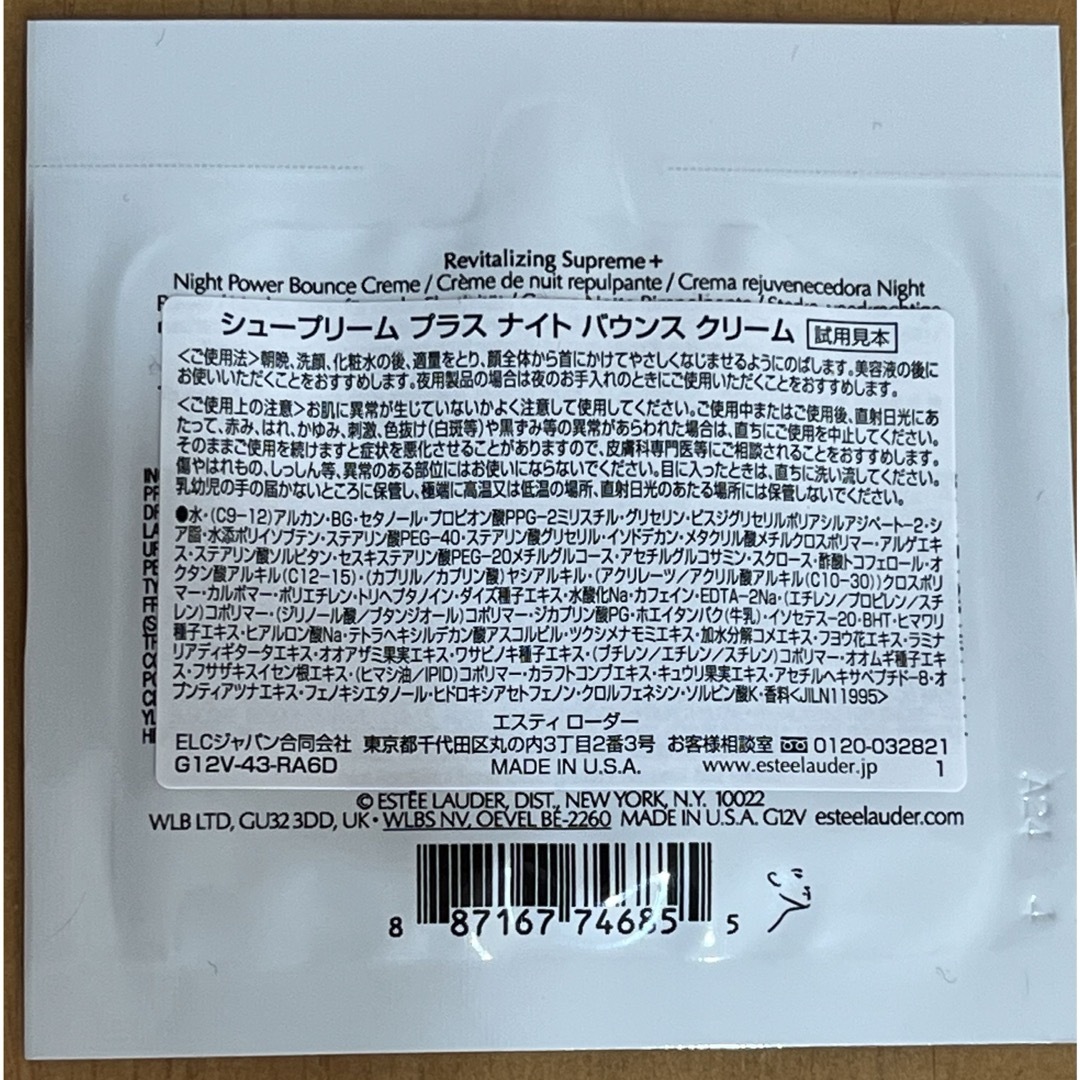 Revitalizing Supreme+
Night Power Bounce Creme / Crème de nuit repulpante / Crema rejuvenecedora Night
シュープリーム プラス ナイト バウンス クリーム 試用見本
<ご使用法>朝晩、洗顔、化粧水の後、適量をとり、顔全体から首にかけてやさしくなじませるようにのばします。美容液の後に
お使いいただくことをおすすめします。夜用製品の場合は夜のお手入れのときにご使用いただくことをおすすめします。
<ご使用上の注意>お肌に異常が生じていないかよく注意して使用してください。ご使用中またはご使用後、直射日光にあ
たって、赤み、はれ、かゆみ、刺激、色抜け(白斑等)や黒ずみ等の異常があらわれた場合は、直ちにご使用を中止してください。
そのままご使用を続けますと症状を悪化させることがありますので、皮膚科専門医等にご相談されることをおすすめします。
傷やはれもの、しっしん等、異常のある部位にはお使いにならないでください。目に入ったときは、直ちに洗い流してください。
乳幼児の手の届かないところに保管し、極端に高温又は低温の場所、直射日光のあたる場所には保管しないでください。
●水・(C9-12)アルカン・BG・セタノール・プロピオン酸PPG-2ミリスチル・グリセリン・ビスジグリセリルポリアシルアジペート-2・シ
ア脂・水添ポリイソブテン・ステアリン酸PEG-40・ステアリン酸グリセリル・イソドデカン・メタクリル酸メチルクロスポリマー・アルゲエキ
ス・ステアリン酸ソルビタン・セスキステアリン酸PEG-20メチルグルコース・アセチルグルコサミン・スクロース・酢酸トコフェロール・オ
クタン酸アルキル(C12-15)・(カプリル/カプリン酸)ヤシアルキル・(アクリレーツ/アクリル酸アルキル(C10-30))クロスポリ
マー・カルボマー・ポリエチレン・トリヘプタノイン・ダイズ種子エキス・水酸化Na・カフェイン・EDTA-2Na・(エチレン/プロピレン/スチ
レン)コポリマー・(ジリノール酸/ブタンジオール)コポリマー・ジカプリン酸PG・ホエイタンパク(牛乳)・イソセテス-20・BHT・ヒマワリ
種子エキス・ヒアルロン酸Na・テトラヘキシルデカン酸アスコルビル・ツクシメナモミエキス・加水分解コメエキス・フヨウ花エキス・ラミナ
リアディギタータエキス・オオアザミ果実エキス・ワサビノキ種子エキス・(ブチレン/エチレン/スチレン)コポリマー・オオムギ種子エキ
ス・フサザキスイセン根エキス・(ヒマシ油/IPDI)コポリマー・カラフトコンブエキス・キュウリ果実エキス・アセチルヘキサペプチド-8・オ
プンティアツナエキス・フェノキシエタノール・ヒドロキシアセトフェノン・クロルフェネシン・ソルビン酸K・香料<JILN11995>
エスティ ローダー
ELCジャパン合同会社 東京都千代田区丸の内3丁目2番3号 お客様相談室 0120-032821
G12V-43-RA6D MADE IN U.S.A. www.esteelauder.jp 1
© ESTĒE LAUDER, DIST., NEW YORK, N.Y. 10022
WLB LTD, GU32 3DD, UK • WLBS NV, OEVEL BE-2260 MADE IN U.S.A. G12V esteelauder.com
8 87167 74685 5
A24